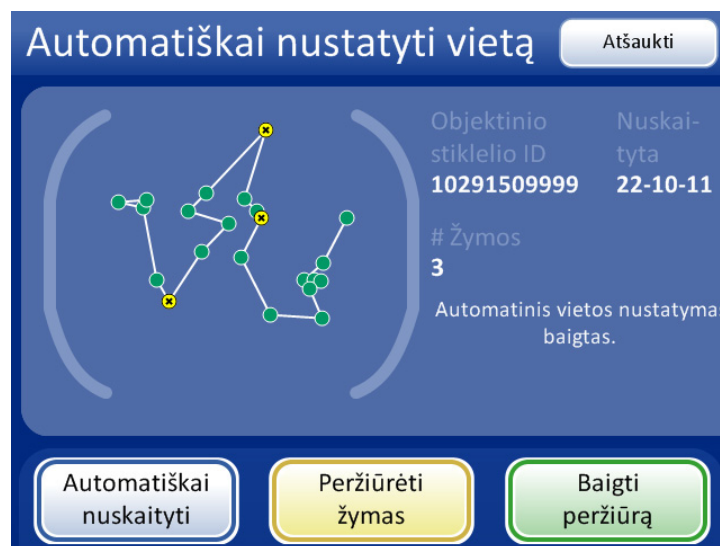 Automatiškai nustatyti vietą
Atšaukti
Objektinio
stiklelio ID
10291509999
Nuskai-
tyta
22-10-11
# Žymos
3
Automatinis vietos nustatymas
baigtas.
Automatiškai
nuskaityti
Peržiūrėti
žymas
Baigti
peržiūrą